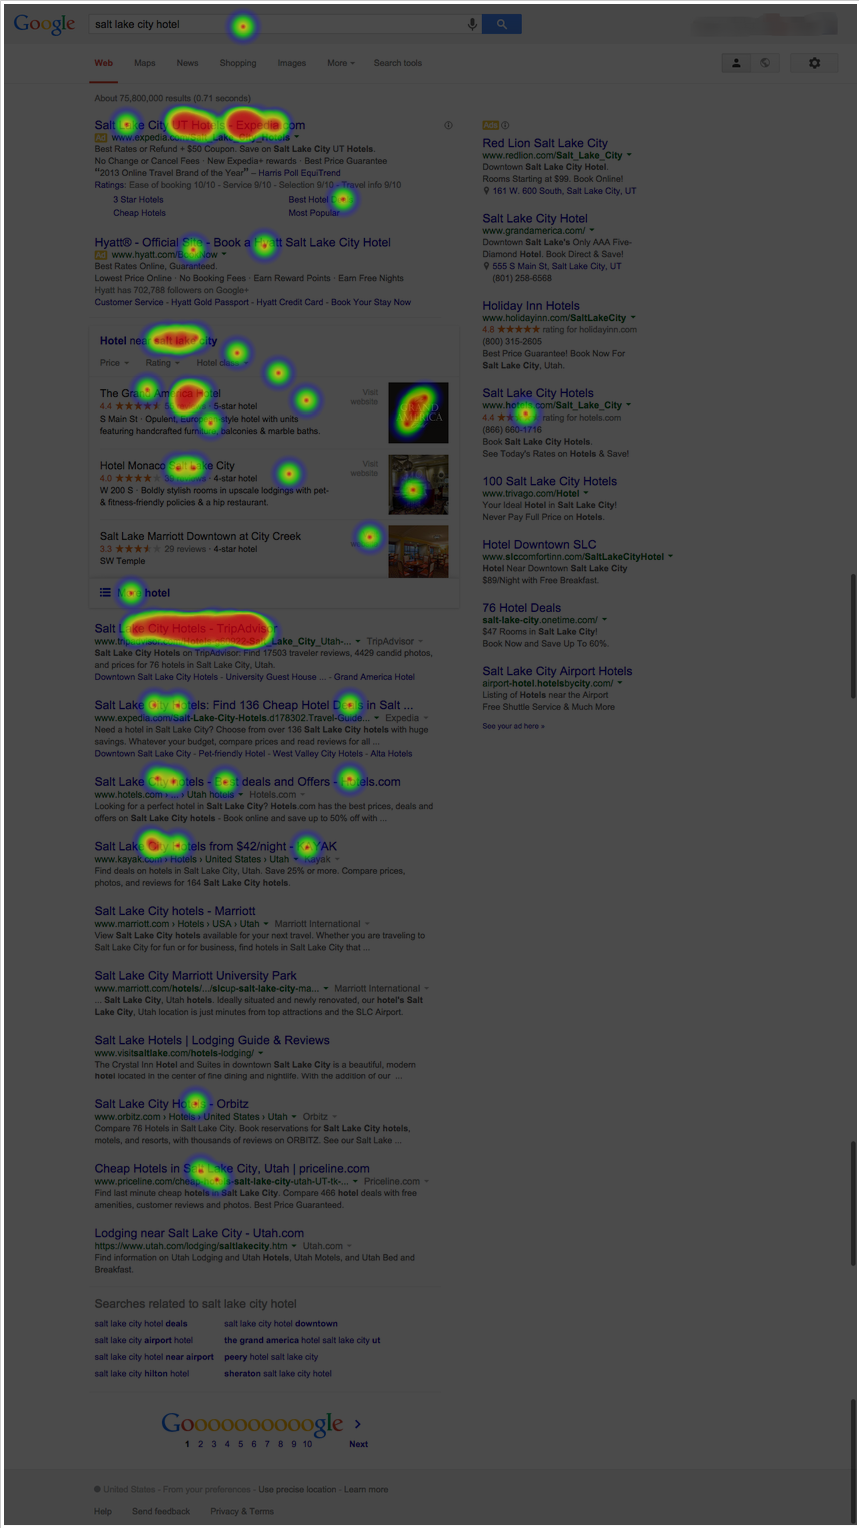 Google salt lake city hotel
Web Maps News Shopping Images More Search tools
About 75,800,000 results (0.71 seconds)
Salt Lake City UT Hotels - Expedia.com
Ad www.expedia.com/
Best Rates or Refund + $50 Coupon. Save on Salt Lake City UT Hotels.
No Change or Cancel Fees · New Expedia+ rewards · Best Price Guarantee
"2013 Online Travel Brand of the Year" – Harris Poll EquiTrend
Ratings: Ease of booking 10/10 - Service 9/10 - Selection 9/10 - Travel info 9/10
3 Star Hotels Best Hotel
Cheap Hotels Most Popular
Hyatt® - Official Site - Book a Hyatt Salt Lake City Hotel
Ad www.hyatt.com/BookNow
Best Rates Online, Guaranteed.
Lowest Price Online · No Booking Fees · Earn Reward Points · Earn Free Nights
Hyatt has 702,788 followers on Google+
Customer Service - Hyatt Gold Passport - Hyatt Credit Card - Book Your Stay Now
Hotel near salt lake city
Price Rating Hotel class
The Grand America Hotel
4.4 5-star hotel
S Main St · Opulent, European-style hotel with units
featuring handcrafted furniture, balconies & marble baths.
Visit
website
GRAND
AMERICA
Hotel Monaco Salt Lake City
4.0 · 4-star hotel
W 200 S · Boldly stylish rooms in upscale lodgings with pet-
& fitness-friendly policies & a hip restaurant.
Visit
website
Salt Lake Marriott Downtown at City Creek
3.3 29 reviews · 4-star hotel
SW Temple
More hotel
Salt Lake City Hotels - TripAdvisor
Lake_City_Utah-... TripAdvisor
Salt Lake City Hotels on TripAdvisor: Find 17503 traveler reviews, 4429 candid photos,
and prices for 76 hotels in Salt Lake City, Utah.
Downtown Salt Lake City - University Guest House ... - Grand America Hotel
Salt Lake City Hotels: Find 136 Cheap Hotel Deals in Salt ...
www.expedia.com/Salt-Lake-City-Hotels.d178302.Travel-Guide... Expedia
Need a hotel in Salt Lake City? Choose from over 136 Salt Lake City hotels with huge
savings. Whatever your budget, compare prices and read reviews for all ...
Downtown Salt Lake City - Pet-friendly Hotel - West Valley City Hotels - Alta Hotels
Salt Lake City Hotels - Best deals and Offers - Hotels.com
www.hotels.com › ... › Utah hotels Hotels.com
Looking for a perfect hotel in Salt Lake City? Hotels.com has the best prices, deals and
offers on Salt Lake City hotels - Book online and save up to 50% off with ...
Salt Lake City Hotels from $42/night - KAYAK
www.kayak.com › Hotels › United States › Utah Kayak
Find deals on hotels in Salt Lake City, Utah. Save 25% or more. Compare prices,
photos, and reviews for 164 Salt Lake City hotels.
Salt Lake City hotels - Marriott
www.marriott.com › Hotels › USA › Utah Marriott International
View Salt Lake City hotels available for your next travel. Whether you are traveling to
Salt Lake City for fun or for business, find hotels in Salt Lake City that ...
Salt Lake City Marriott University Park
www.marriott.com/hotels/.../slcup-salt-lake-city-ma... Marriott International
... Salt Lake City, Utah hotels. Ideally situated and newly renovated, our hotel's Salt
Lake City, Utah location is just minutes from top attractions and the SLC Airport.
Salt Lake Hotels | Lodging Guide & Reviews
www.visitsaltlake.com/hotels-lodging/
The Crystal Inn Hotel and Suites in downtown Salt Lake City is a beautiful, modern
hotel located in the center of fine dining and nightlife. With the addition of our ...
Salt Lake City Hotels - Orbitz
www.orbitz.com › Hotels › United States › Utah Orbitz
Compare 76 Hotels in Salt Lake City. Book reservations for Salt Lake City hotels,
motels, and resorts, with thousands of reviews on ORBITZ. See our Salt Lake ...
Cheap Hotels in Salt Lake City, Utah | priceline.com
www.priceline.com/cheap-hotels-salt-lake-city-utah-UT-tk-... Priceline.com
Find last minute cheap hotels in Salt Lake City. Compare 466 hotel deals with free
amenities, customer reviews and photos. Best Price Guaranteed.
Lodging near Salt Lake City - Utah.com
https://www.utah.com/lodging/saltlakecity.htm Utah.com
Find information on Utah Lodging and Utah Hotels, Utah Motels, and Utah Bed and
Breakfast.
Searches related to salt lake city hotel
salt lake city hotel deals salt lake city hotel downtown
salt lake city airport hotel the grand america hotel salt lake city ut
salt lake city hotel near airport peery hotel salt lake city
salt lake city hilton hotel sheraton salt lake city hotel
Goooooooooogle
1 2 3 4 5 6 7 8 9 10 Next
United States - From your preferences - Use precise location - Learn more
Help Send feedback Privacy & Terms
Ads
Red Lion Salt Lake City
www.redlion.com/Salt_Lake_City
Downtown Salt Lake City Hotel.
Rooms Starting at $99. Book Online!
161 W. 600 South, Salt Lake City, UT
Salt Lake City Hotel
www.grandamerica.com/
Downtown Salt Lake's Only AAA Five-
Diamond Hotel. Book Direct & Save!
555 S Main St, Salt Lake City, UT
(801) 258-6568
Holiday Inn Hotels
www.holidayinn.com/SaltLakeCity
4.6 rating for holidayinn.com
(800) 315-2605
Best Price Guarantee! Book Now For
Salt Lake City, Utah.
Salt Lake City Hotels
www.hotels.com/Salt_Lake_City
4.4 rating for hotels.com
(866) 660-1716
Book Salt Lake City Hotels.
See Today's Rates on Hotels & Save!
100 Salt Lake City Hotels
www.trivago.com/Hotel
Your Ideal Hotel in Salt Lake City!
Never Pay Full Price on Hotels.
Hotel Downtown SLC
www.slccomfortinn.com/SaltLakeCityHotel
Hotel Near Downtown Salt Lake City
$89/Night with Free Breakfast.
76 Hotel Deals
salt-lake-city.onetime.com/
$47 Rooms in Salt Lake City!
Book Now and Save Up To 60%.
Salt Lake City Airport Hotels
airport-hotel.hotelsbycity.com/
Listing of Hotels near the Airport
Free Shuttle Service & Much More
See your ad here »